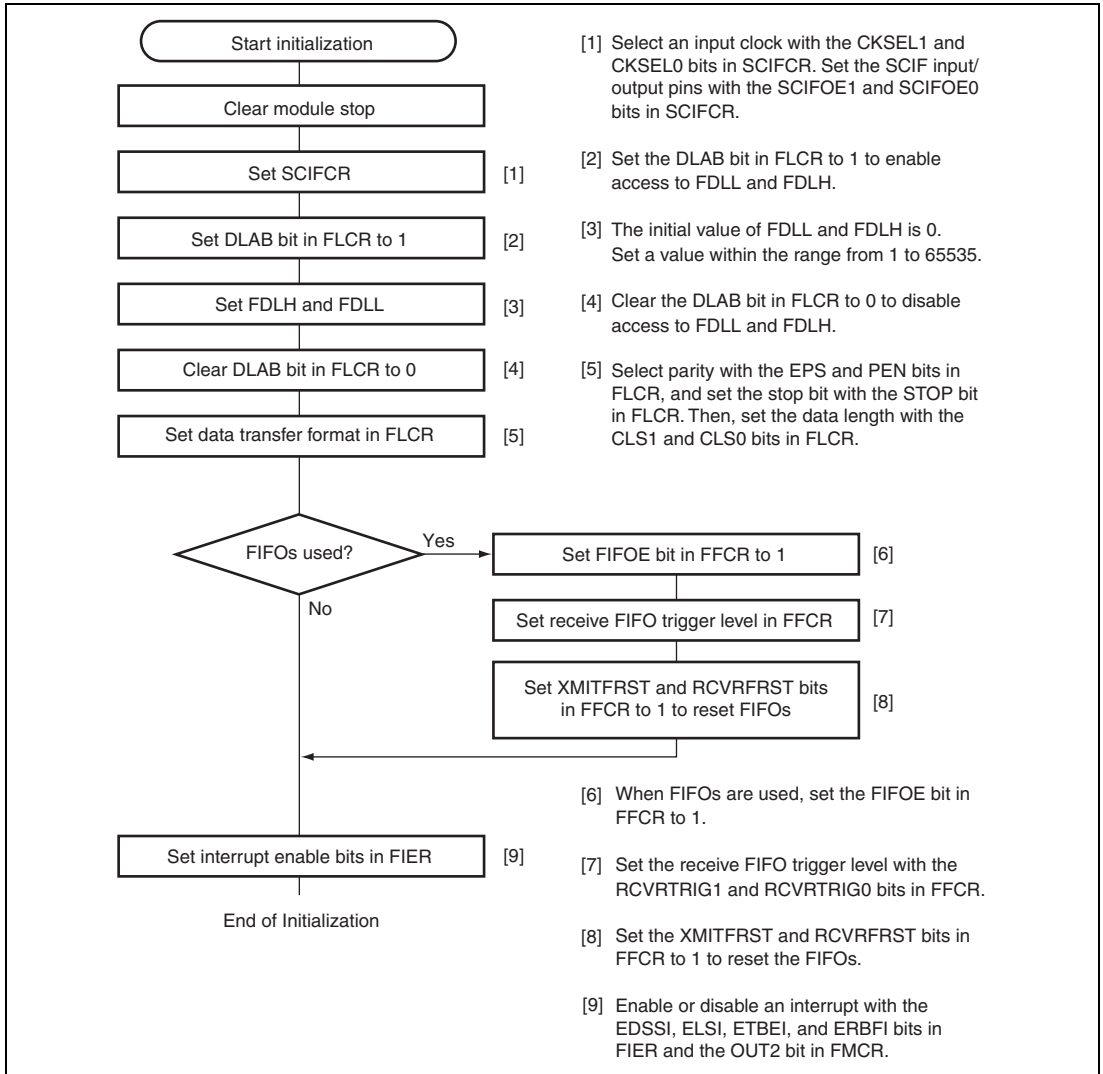 Start initialization
Clear module stop
Set SCIFCR
[1]
Set DLAB bit in FLCR to 1
[2]
Set FDLH and FDLL
[3]
Clear DLAB bit in FLCR to 0
[4]
Set data transfer format in FLCR
[5]
FIFOs used?
Yes
No
Set FIFOE bit in FFCR to 1
[6]
Set receive FIFO trigger level in FFCR
[7]
Set XMITFRST and RCVRFRST bits
in FFCR to 1 to reset FIFOs
[8]
Set interrupt enable bits in FIER
[9]
End of Initialization
[1] Select an input clock with the CKSEL1 and
CKSEL0 bits in SCIFCR. Set the SCIF input/
output pins with the SCIFOE1 and SCIFOE0
bits in SCIFCR.
[2] Set the DLAB bit in FLCR to 1 to enable
access to FDLL and FDLH.
[3] The initial value of FDLL and FDLH is 0.
Set a value within the range from 1 to 65535.
[4] Clear the DLAB bit in FLCR to 0 to disable
access to FDLL and FDLH.
[5] Select parity with the EPS and PEN bits in
FLCR, and set the stop bit with the STOP bit
in FLCR. Then, set the data length with the
CLS1 and CLS0 bits in FLCR.
[6] When FIFOs are used, set the FIFOE bit in
FFCR to 1.
[7] Set the receive FIFO trigger level with the
RCVRTRIG1 and RCVRTRIG0 bits in FFCR.
[8] Set the XMITFRST and RCVRFRST bits in
FFCR to 1 to reset the FIFOs.
[9] Enable or disable an interrupt with the
EDSSI, ELSI, ETBEI, and ERBFI bits in
FIER and the OUT2 bit in FMCR.